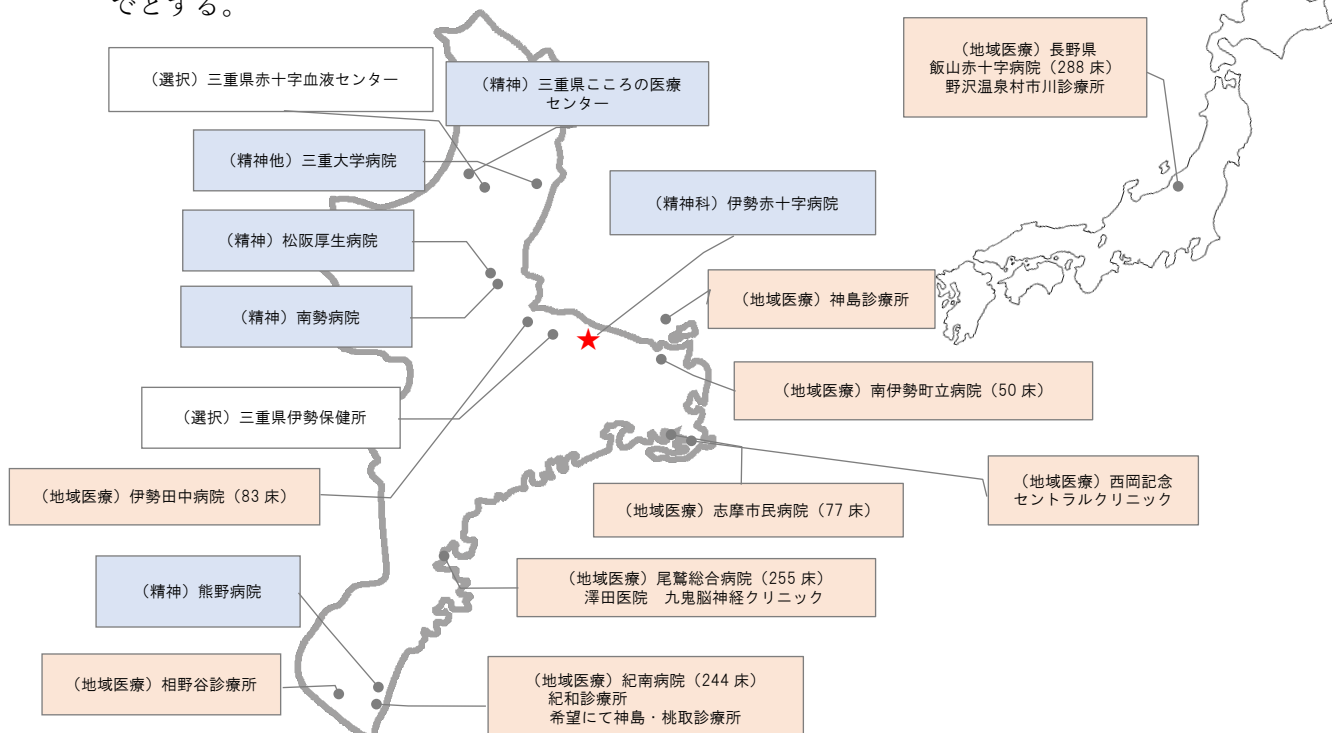 でとする。
（選択）三重県赤十字血液センター
（精神）三重県こころの医療
センター
（地域医療）長野県
飯山赤十字病院（288 床）
野沢温泉村市川診療所
（精神他）三重大学病院
（精神科）伊勢赤十字病院
（精神）松阪厚生病院
（地域医療）神島診療所
（精神）南勢病院
（地域医療）南伊勢町立病院（50 床）
（選択）三重県伊勢保健所
（地域医療）伊勢田中病院（83 床）
（地域医療）志摩市民病院（77 床）
（地域医療）西岡記念
セントラルクリニック
（精神）熊野病院
（地域医療）尾鷲総合病院（255 床）
澤田医院　九鬼脳神経クリニック
（地域医療）相野谷診療所
（地域医療）紀南病院（244 床）
紀和診療所
希望にて神島・桃取診療所